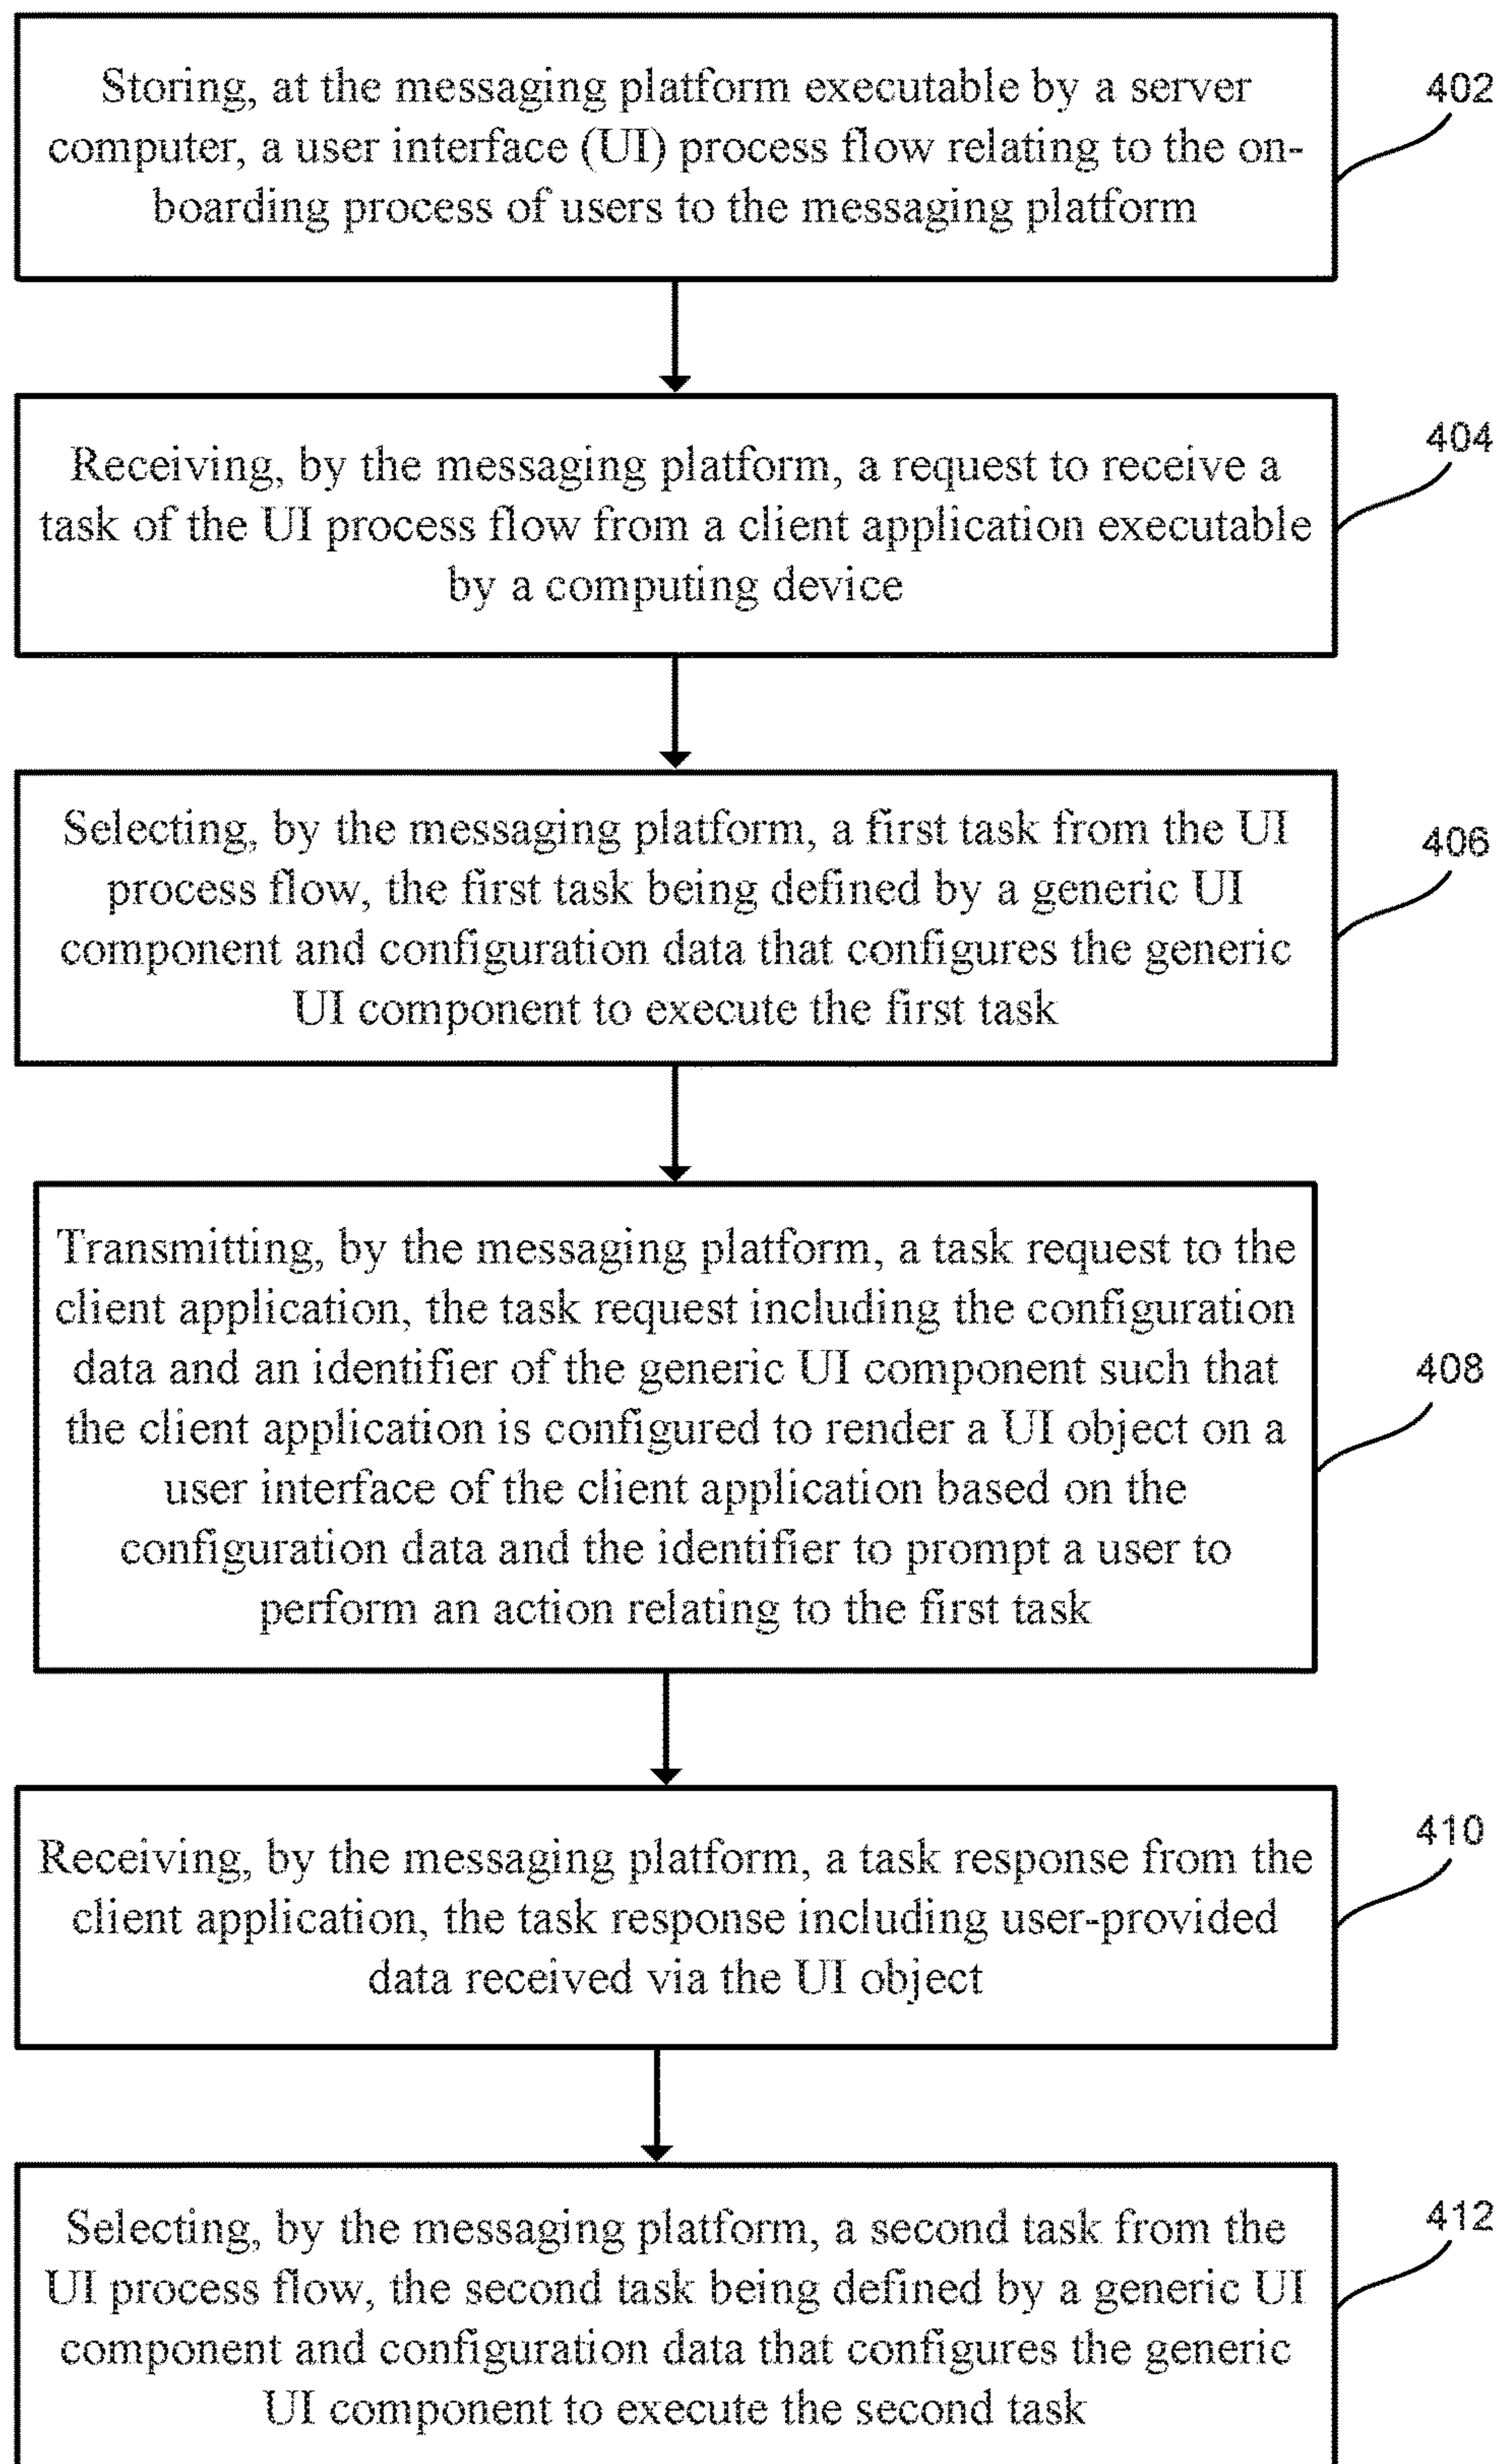 Storing, at the messaging platform executable by a server
computer, a user interface (UI) process flow relating to the on-
boarding process of users to the messaging platform
402
Receiving, by the messaging platform, a request to receive a
task of the UI process flow from a client application executable
by a computing device
404
Selecting, by the messaging platform, a first task from the UI
process flow, the first task being defined by a generic UI
component and configuration data that configures the generic
UI component to execute the first task
406
Transmitting, by the messaging platform, a task request to the
client application, the task request including the configuration
data and an identifier of the generic UI component such that
the client application is configured to render a UI object on a
user interface of the client application based on the
configuration data and the identifier to prompt a user to
perform an action relating to the first task
408
Receiving, by the messaging platform, a task response from the
client application, the task response including user-provided
data received via the UI object
410
Selecting, by the messaging platform, a second task from the
UI process flow, the second task being defined by a generic UI
component and configuration data that configures the generic
UI component to execute the second task
412